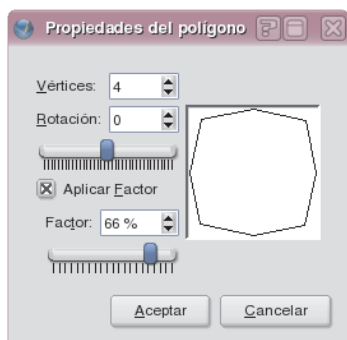 Propiedades del polígono
Vértices: 4
Rotación: 0
Aplicar Factor
Factor: 66 %
Aceptar Cancelar